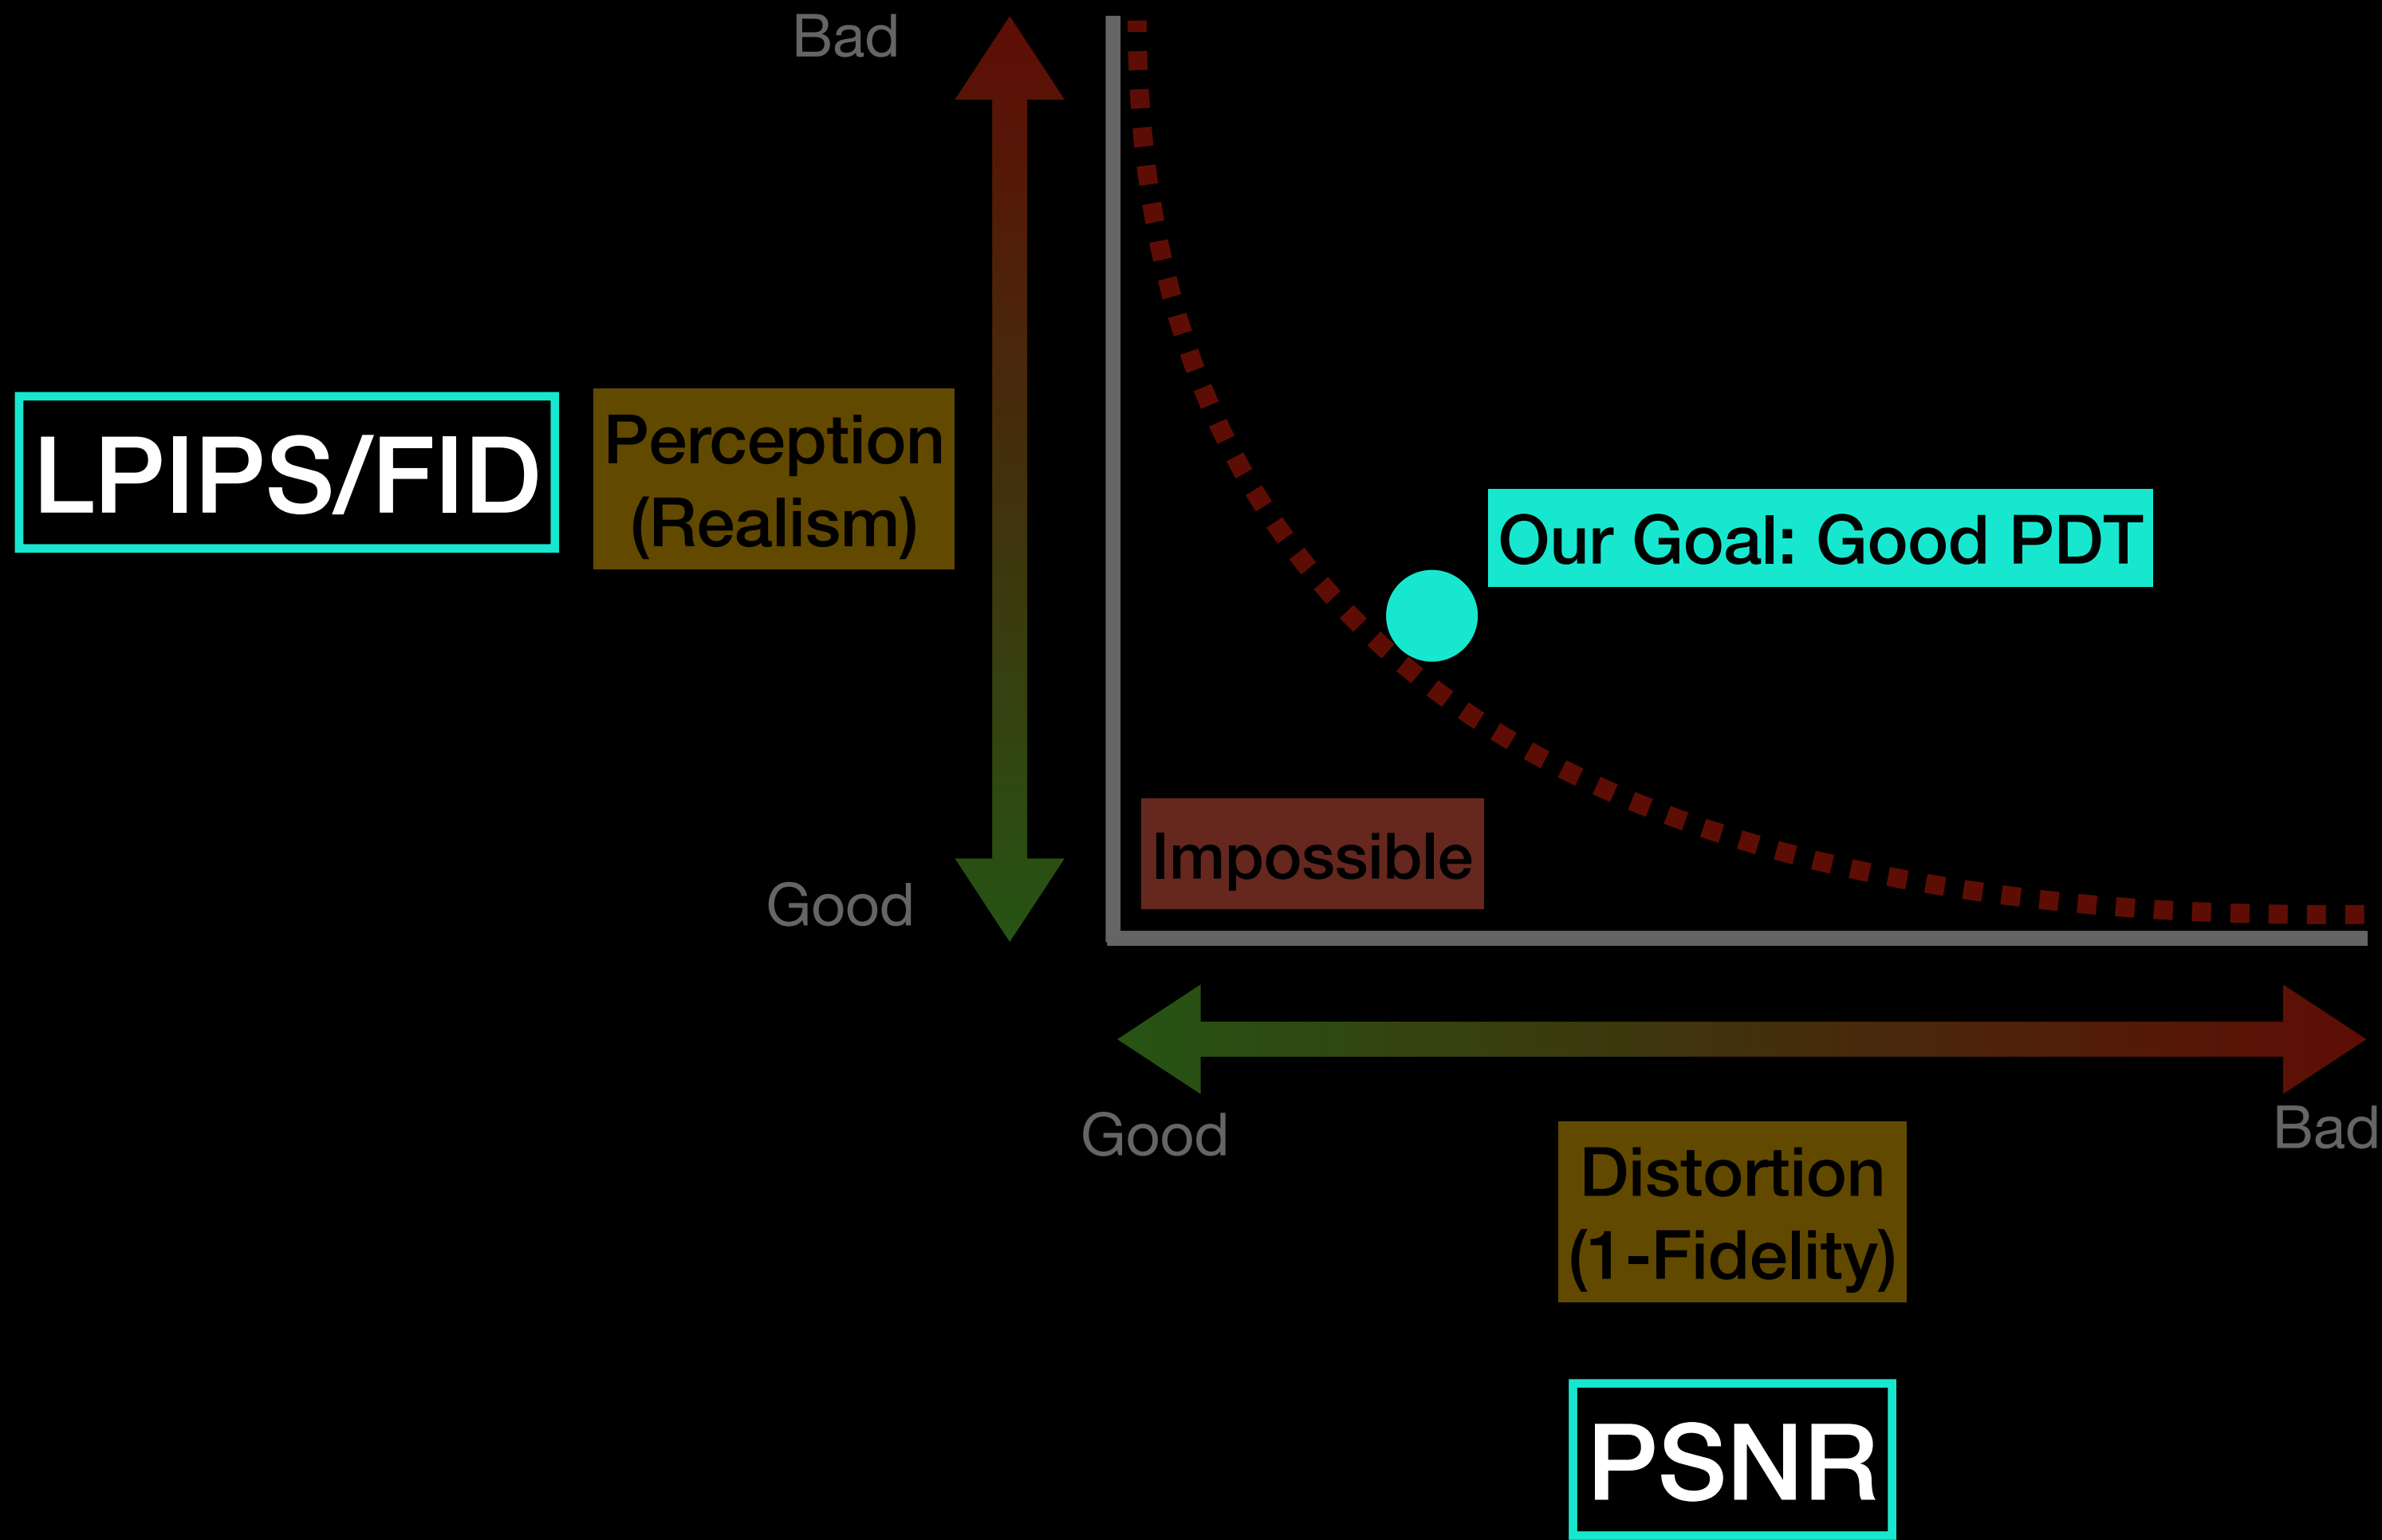 Bad
LPIPS/FID
Perception
(Realism)
Our Goal: Good PDT
Impossible
Good
Good
Bad
Distortion
(1-Fidelity)
PSNR